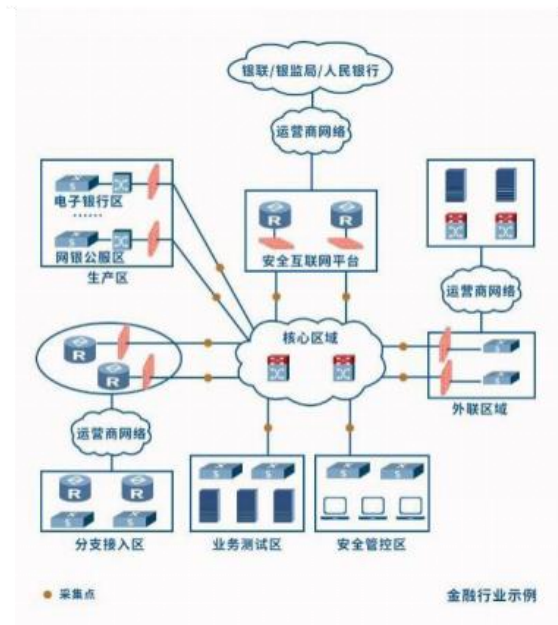 银联/银监局/人民银行
运营商网络
电子银行区
......
网银公服区
生产区
R
R
安全互联网平台
运营商网络
核心区域
外联区域
R
R
运营商网络
R
R
分支接入区
业务测试区
安全管控区
采集点
金融行业示例